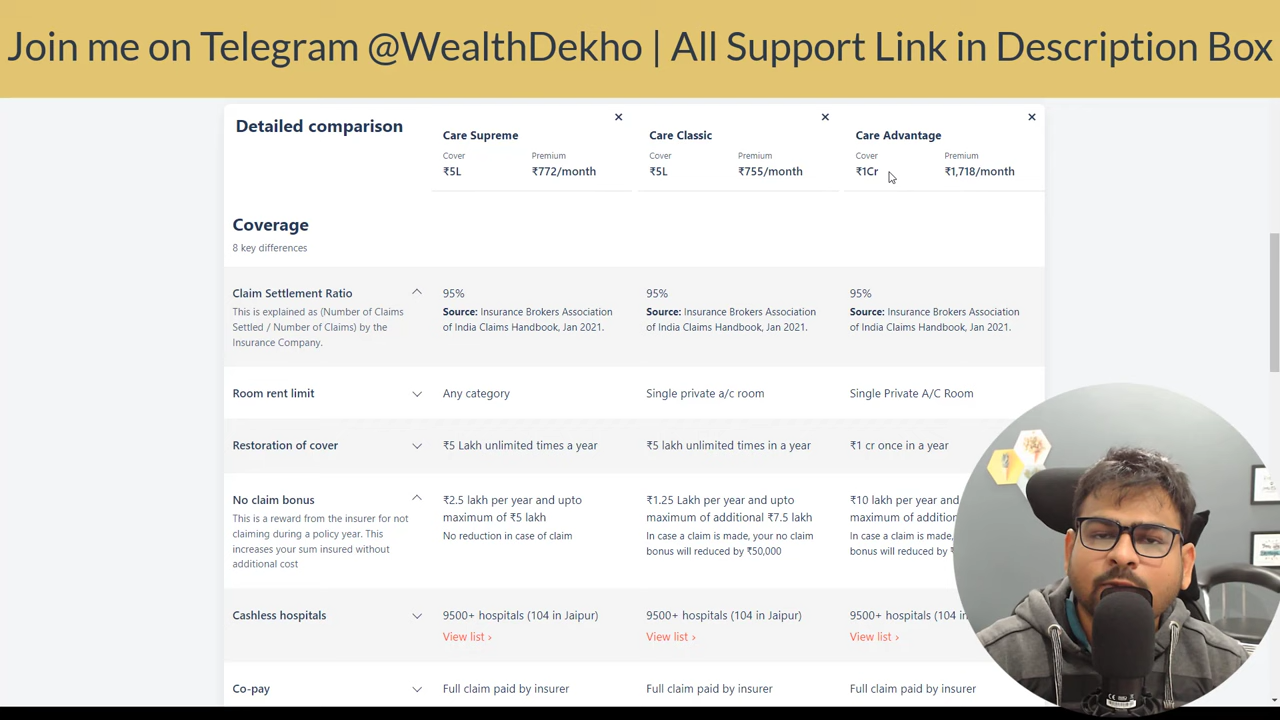 Join me on Telegram @WealthDekho | All Support Link in Description Box
Detailed comparison
Care Supreme
Cover
Premium
₹5L
₹772/month
Care Classic
Cover
Premium
₹5L
₹755/month
Care Advantage
Cover
Premium
₹1Cr
₹1,718/month
Coverage
8 key differences
Claim Settlement Ratio
This is explained as (Number of Claims
Settled / Number of Claims) by the
Insurance Company.
95%
Source: Insurance Brokers Association
of India Claims Handbook, Jan 2021.
95%
Source: Insurance Brokers Association
of India Claims Handbook, Jan 2021.
95%
Source: Insurance Brokers Association
of India Claims Handbook, Jan 2021.
Room rent limit
Any category
Single private a/c room
Single Private A/C Room
Restoration of cover
₹5 Lakh unlimited times a year
₹5 lakh unlimited times in a year
₹1 cr once in a year
No claim bonus
This is a reward from the insurer for not
claiming during a policy year. This
increases your sum insured without
additional cost
₹2.5 lakh per year and upto
maximum of ₹5 lakh
No reduction in case of claim
₹1.25 Lakh per year and upto
maximum of additional ₹7.5 lakh
In case a claim is made, your no claim
bonus will reduced by ₹50,000
₹10 lakh per year and
maximum of addition
In case a claim is made,
bonus will reduced by
Cashless hospitals
9500+ hospitals (104 in Jaipur)
View list ›
9500+ hospitals (104 in Jaipur)
View list ›
9500+ hospitals (104 in
View list ›
Co-pay
Full claim paid by insurer
Full claim paid by insurer
Full claim paid by insurer